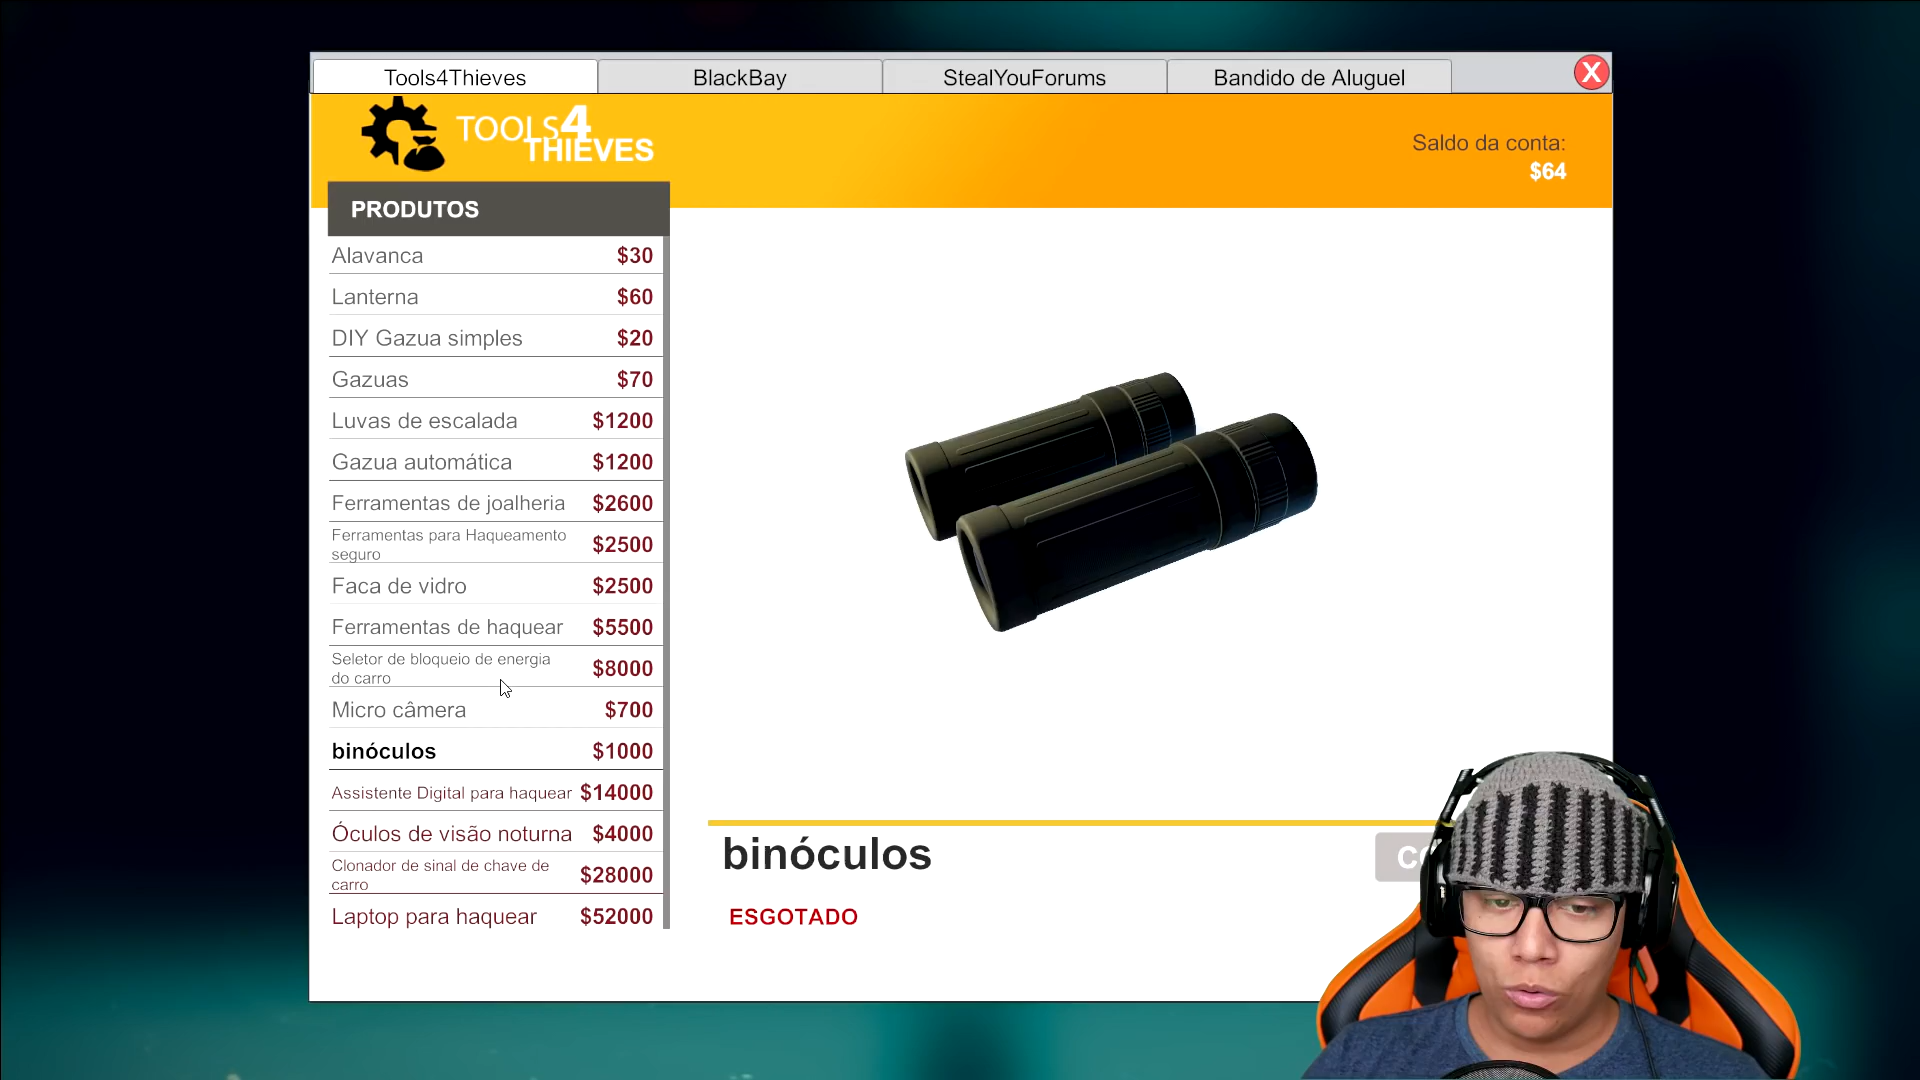 Tools4Thieves
BlackBay
StealYouForums
Bandido de Aluguel
X
TOOLS4
THIEVES
Saldo da conta:
$64
PRODUTOS
Alavanca $30
Lanterna $60
DIY Gazua simples $20
Gazuas $70
Luvas de escalada $1200
Gazua automática $1200
Ferramentas de joalheria $2600
Ferramentas para Haqueamento
seguro $2500
Faca de vidro $2500
Ferramentas de haquear $5500
Seletor de bloqueio de energia
do carro $8000
Micro câmera $700
binóculos $1000
Assistente Digital para haquear $14000
Óculos de visão noturna $4000
Clonador de sinal de chave de
carro $28000
Laptop para haquear $52000
binóculos
ESGOTADO